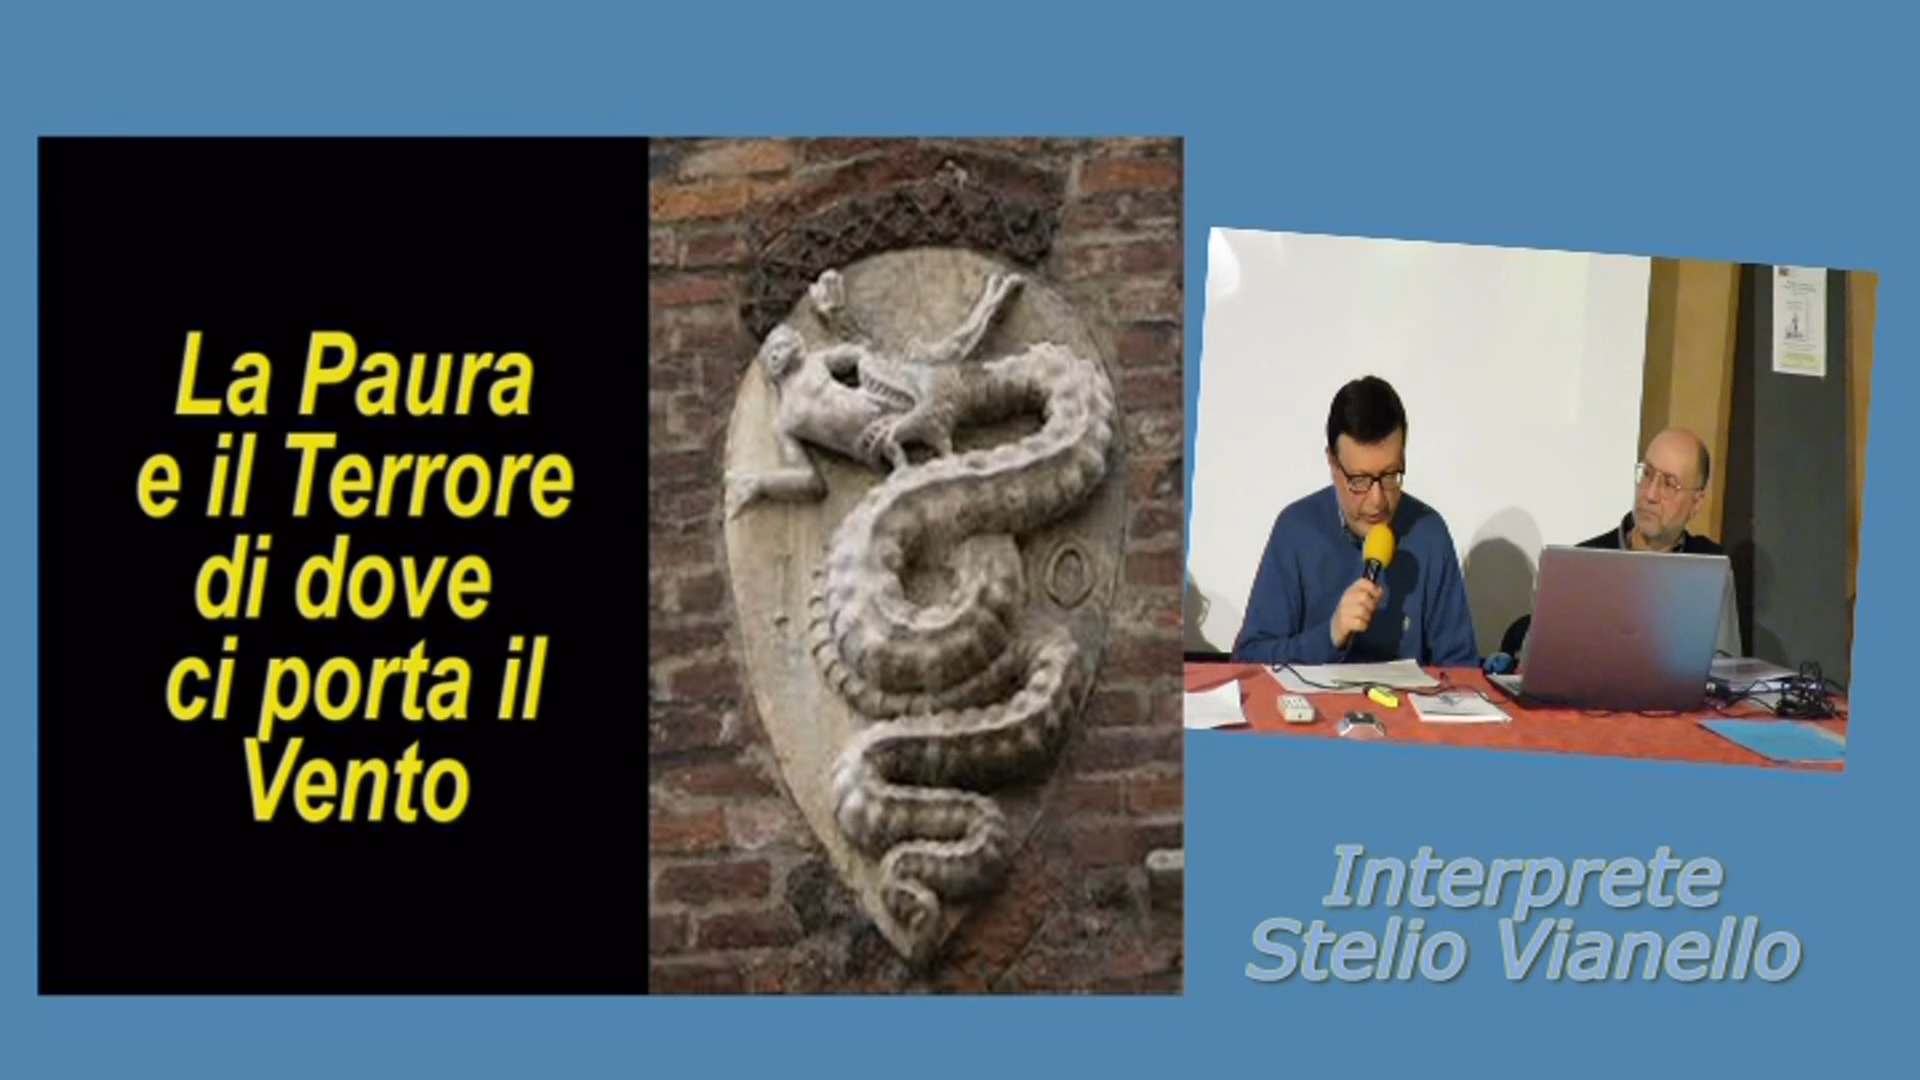 La Paura
e il Terrore
di dove
ci porta il
Vento
Interprete
Stelio Vianello